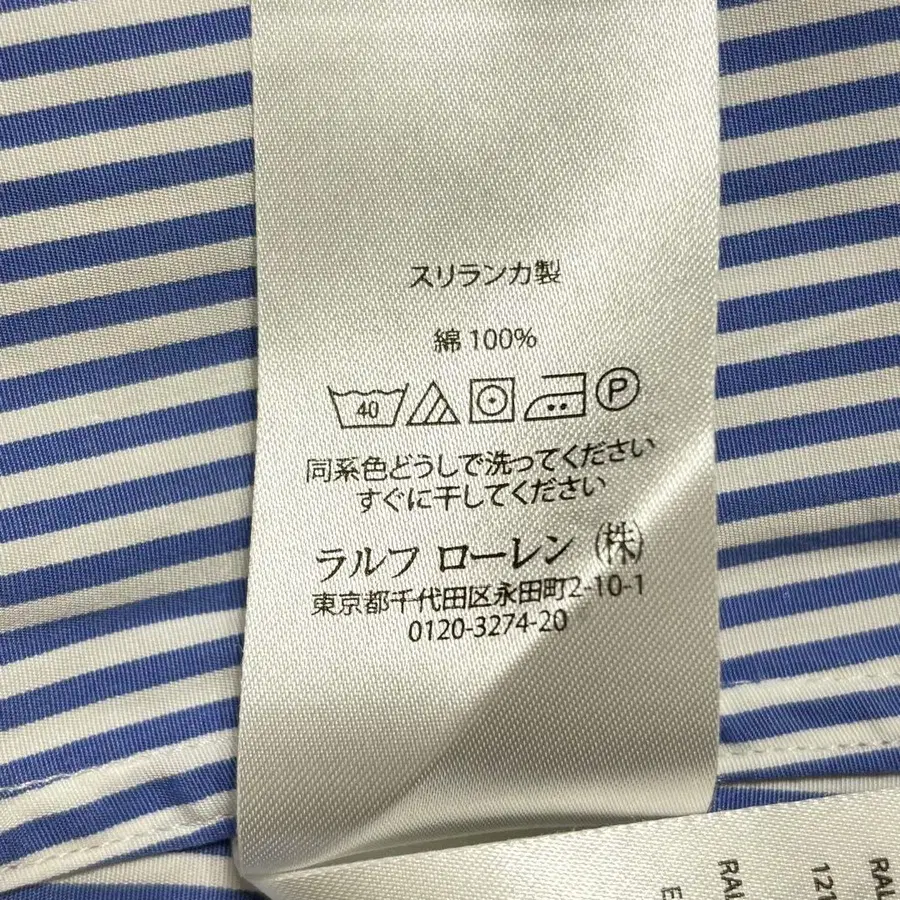 スリランカ製
綿 100%
40 P
同系色どうしで洗ってください
すぐに干してください
ラルフ ローレン ㈱
東京都千代田区永田町2-10-1
0120-3274-20